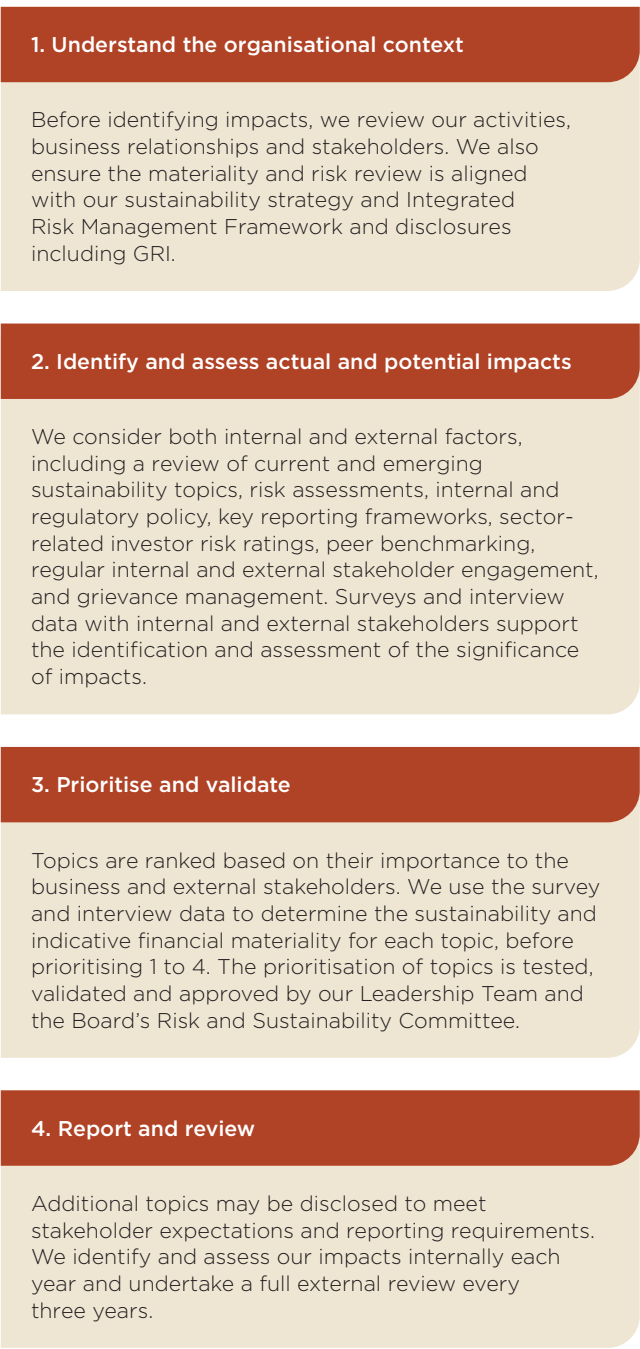 1. Understand the organisational context
Before identifying impacts, we review our activities,
business relationships and stakeholders. We also
ensure the materiality and risk review is aligned
with our sustainability strategy and Integrated
Risk Management Framework and disclosures
including GRI.
2. Identify and assess actual and potential impacts
We consider both internal and external factors,
including a review of current and emerging
sustainability topics, risk assessments, internal and
regulatory policy, key reporting frameworks, sector-
related investor risk ratings, peer benchmarking,
regular internal and external stakeholder engagement,
and grievance management. Surveys and interview
data with internal and external stakeholders support
the identification and assessment of the significance
of impacts.
3. Prioritise and validate
Topics are ranked based on their importance to the
business and external stakeholders. We use the survey
and interview data to determine the sustainability and
indicative financial materiality for each topic, before
prioritising 1 to 4. The prioritisation of topics is tested,
validated and approved by our Leadership Team and
the Board’s Risk and Sustainability Committee.
4. Report and review
Additional topics may be disclosed to meet
stakeholder expectations and reporting requirements.
We identify and assess our impacts internally each
year and undertake a full external review every
three years.